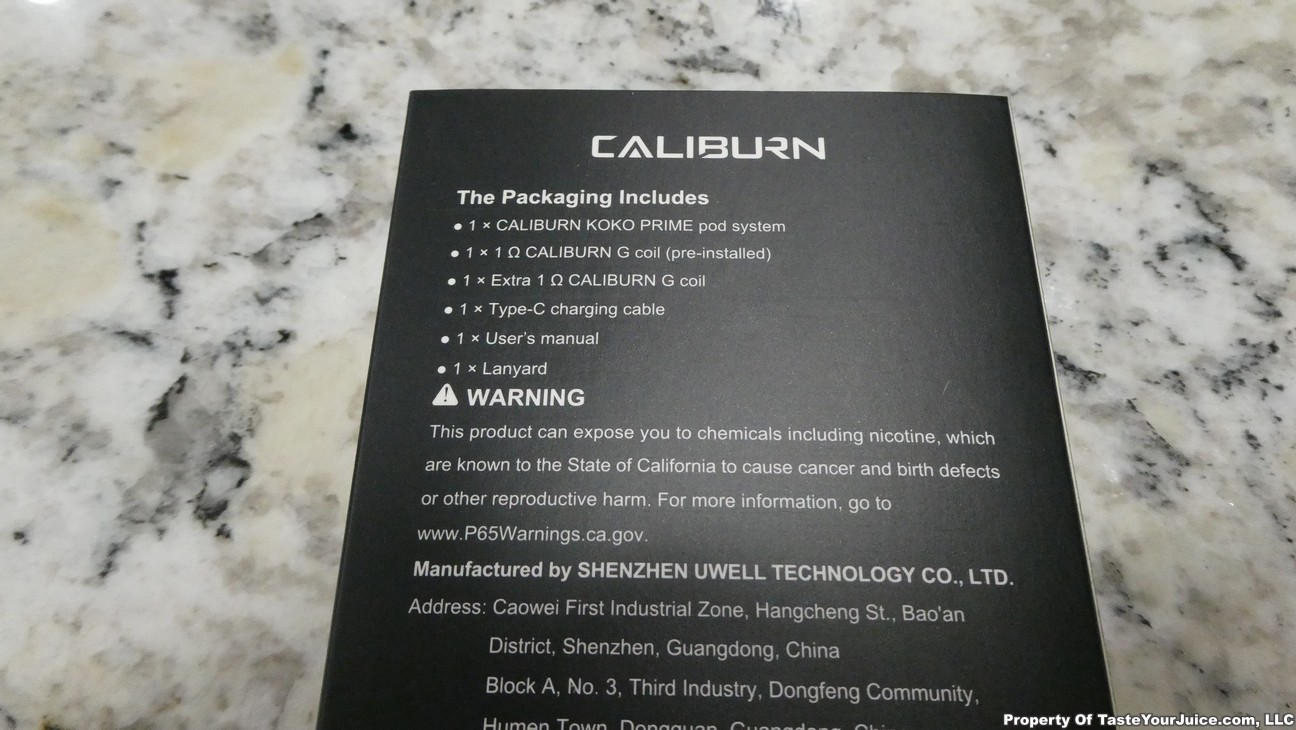 CALIBURN
The Packaging Includes
● 1 × CALIBURN KOKO PRIME pod system
● 1 × 1 Ω CALIBURN G coil (pre-installed)
● 1 × Extra 1 Ω CALIBURN G coil
● 1 × Type-C charging cable
● 1 × User's manual
● 1 × Lanyard
⚠ WARNING
This product can expose you to chemicals including nicotine, which
are known to the State of California to cause cancer and birth defects
or other reproductive harm. For more information, go to
www.P65Warnings.ca.gov.
Manufactured by SHENZHEN UWELL TECHNOLOGY CO., LTD.
Address: Caowei First Industrial Zone, Hangcheng St., Bao'an
District, Shenzhen, Guangdong, China
Block A, No. 3, Third Industry, Dongfeng Community,
Humen Town, Dongguan, Guangdong, China
Property Of TasteYourJuice.com, LLC